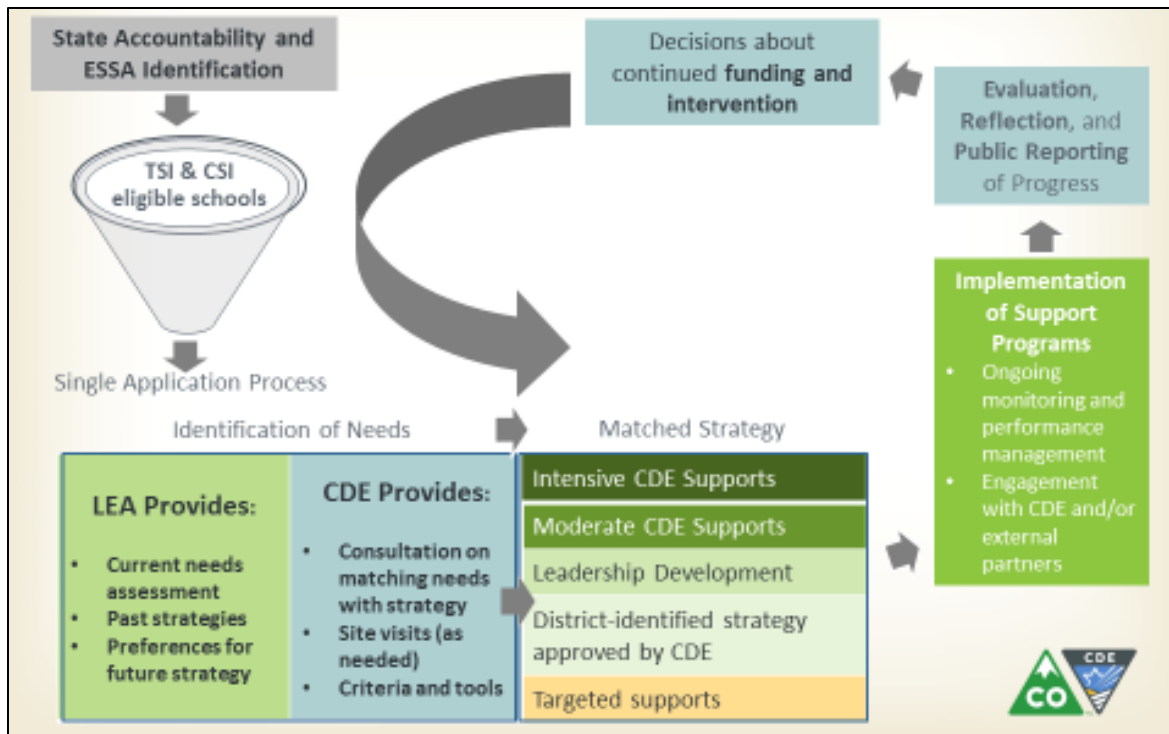 State Accountability and
ESSA Identification
TSI & CSI
eligible schools
Single Application Process
Identification of Needs
LEA Provides:
• Current needs
assessment
• Past strategies
• Preferences for
future strategy
CDE Provides:
• Consultation on
matching needs
with strategy
• Site visits (as
needed)
• Criteria and tools
Matched Strategy
Intensive CDE Supports
Moderate CDE Supports
Leadership Development
District-identified strategy
approved by CDE
Targeted supports
Implementation
of Support
Programs
• Ongoing
monitoring and
performance
management
• Engagement
with CDE and/or
external
partners
Evaluation,
Reflection, and
Public Reporting
of Progress
Decisions about
continued funding and
intervention
CO
CDE